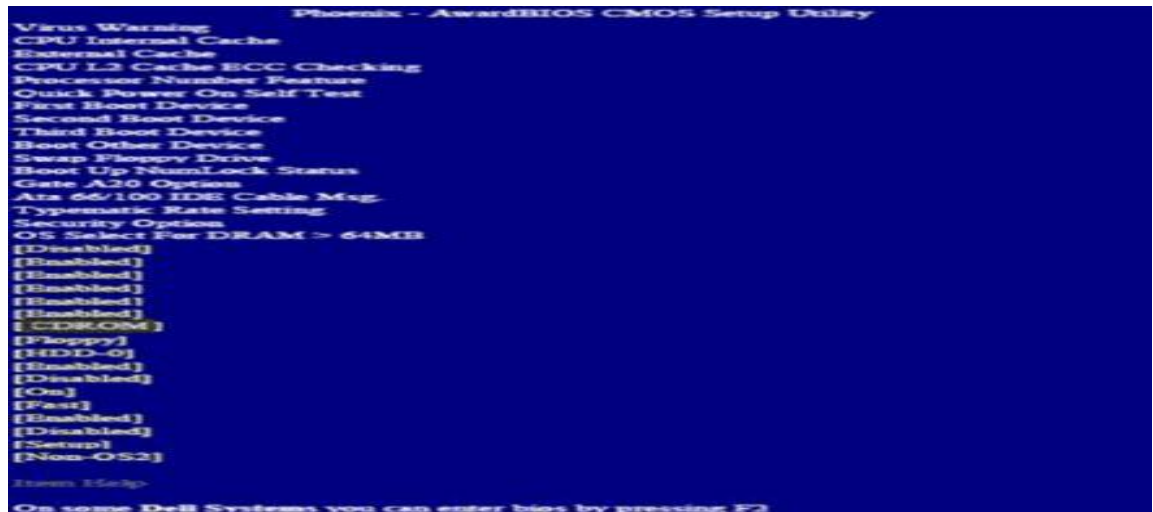 Phoenix - AwardBIOS CMOS Setup Utility
Virus Warning
CPU Internal Cache
External Cache
CPU L2 Cache ECC Checking
Processor Number Feature
Quick Power On Self Test
First Boot Device
Second Boot Device
Third Boot Device
Boot Other Device
Swap Floppy Drive
Boot Up NumLock Status
Gate A20 Option
Ata 66/100 IDE Cable Msg.
Typematic Rate Setting
Security Option
OS Select For DRAM > 64MB
[Disabled]
[Enabled]
[Enabled]
[Enabled]
[Enabled]
[Enabled]
[ CDROM ]
[Floppy]
[HDD-0]
[Enabled]
[Disabled]
[On]
[Fast]
[Enabled]
[Disabled]
[Setup]
[Non-OS2]
Item Help
On some Dell Systems you can enter bios by pressing F2